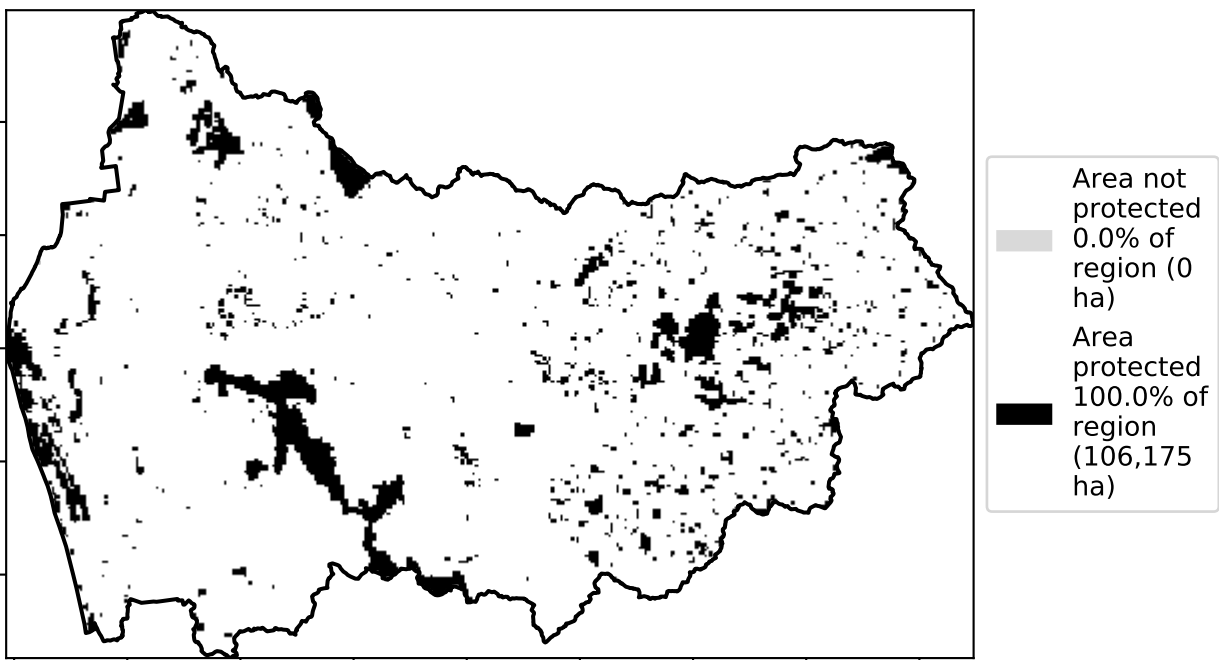 Area not
protected
0.0% of
region (0
ha)
Area
protected
100.0% of
region
(106,175
ha)